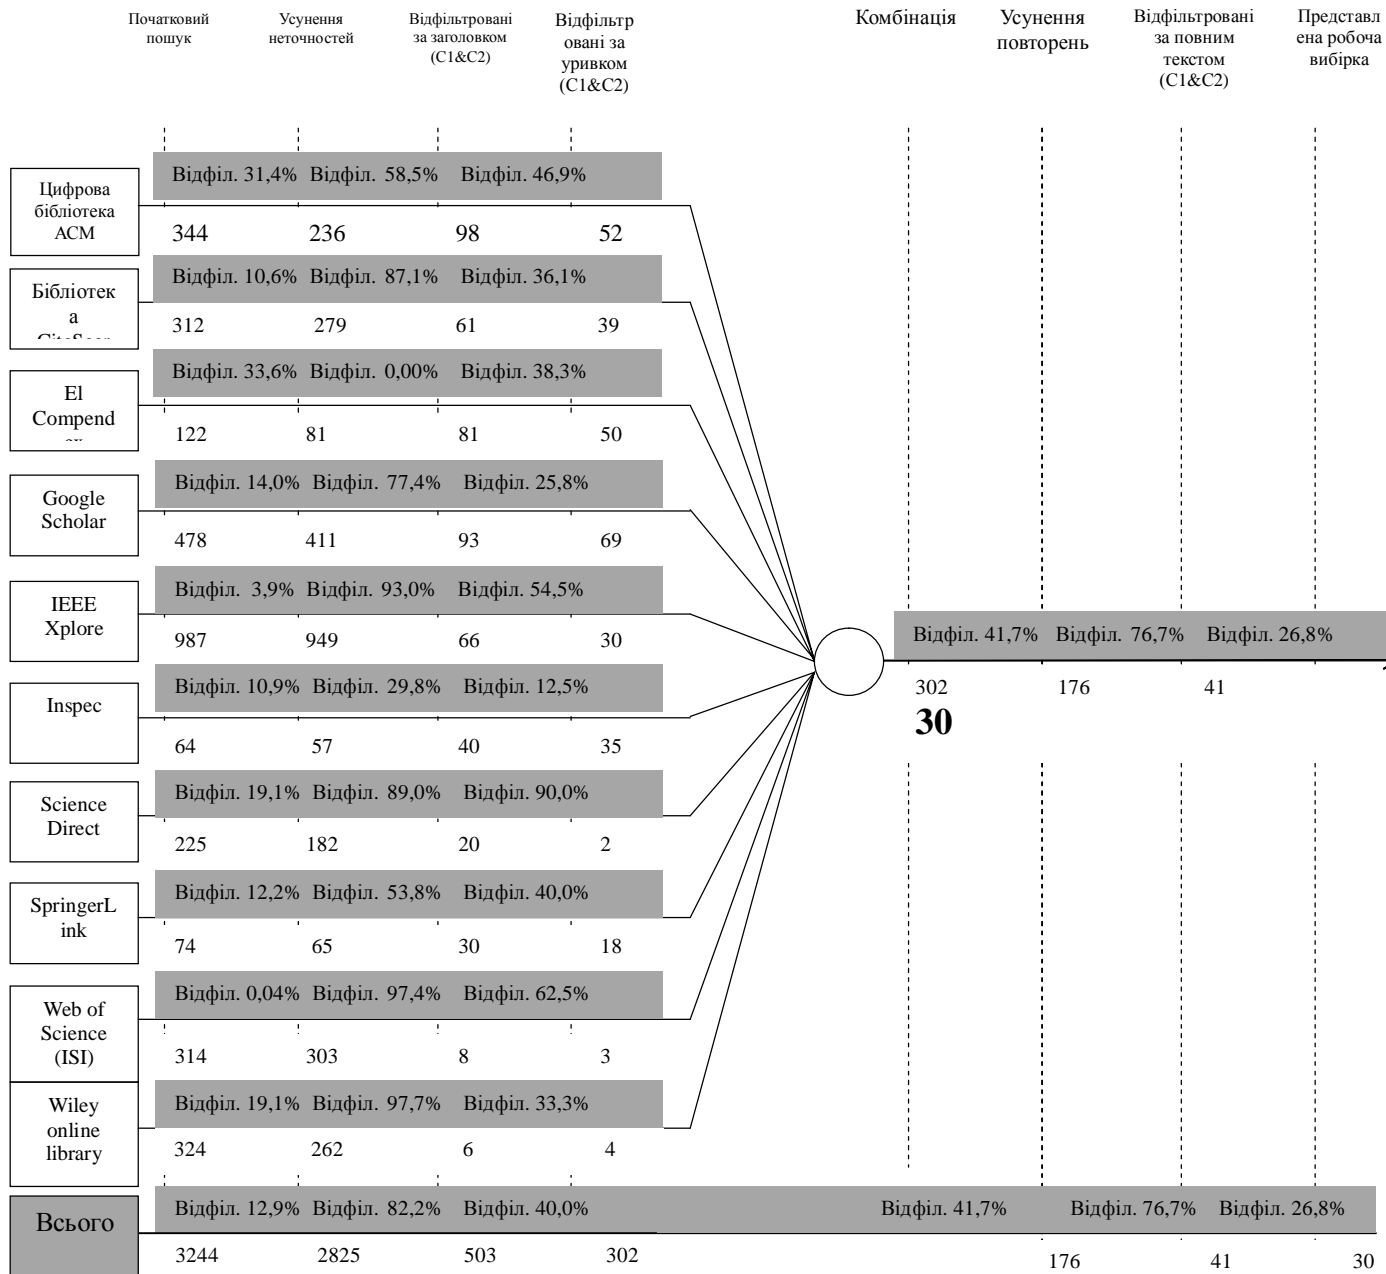 Початковий
пошук
Усунення
неточностей
Відфільтровані
за заголовком
(C1&C2)
Відфільтр
овані за
уривком
(C1&C2)
Комбінація
Усунення
повторень
Відфільтровані
за повним
текстом
(C1&C2)
Представл
ена робоча
вибірка
Цифрова
бібліотека
ACM
Відфіл. 31,4% Відфіл. 58,5% Відфіл. 46,9%
344 236 98 52
Бібліотек
а
Відфіл. 10,6% Відфіл. 87,1% Відфіл. 36,1%
312 279 61 39
El
Compend
Відфіл. 33,6% Відфіл. 0,00% Відфіл. 38,3%
122 81 81 50
Google
Scholar
Відфіл. 14,0% Відфіл. 77,4% Відфіл. 25,8%
478 411 93 69
IEEE
Xplore
Відфіл. 3,9% Відфіл. 93,0% Відфіл. 54,5%
987 949 66 30
Inspec
Відфіл. 10,9% Відфіл. 29,8% Відфіл. 12,5%
64 57 40 35
Science
Direct
Відфіл. 19,1% Відфіл. 89,0% Відфіл. 90,0%
225 182 20 2
SpringerL
ink
Відфіл. 12,2% Відфіл. 53,8% Відфіл. 40,0%
74 65 30 18
Web of
Science
(ISI)
Відфіл. 0,04% Відфіл. 97,4% Відфіл. 62,5%
314 303 8 3
Wiley
online
library
Відфіл. 19,1% Відфіл. 97,7% Відфіл. 33,3%
324 262 6 4
Відфіл. 41,7% Відфіл. 76,7% Відфіл. 26,8%
302 176 41
30
Всього
Відфіл. 12,9% Відфіл. 82,2% Відфіл. 40,0% Відфіл. 41,7% Відфіл. 76,7% Відфіл. 26,8%
3244 2825 503 302 176 41 30